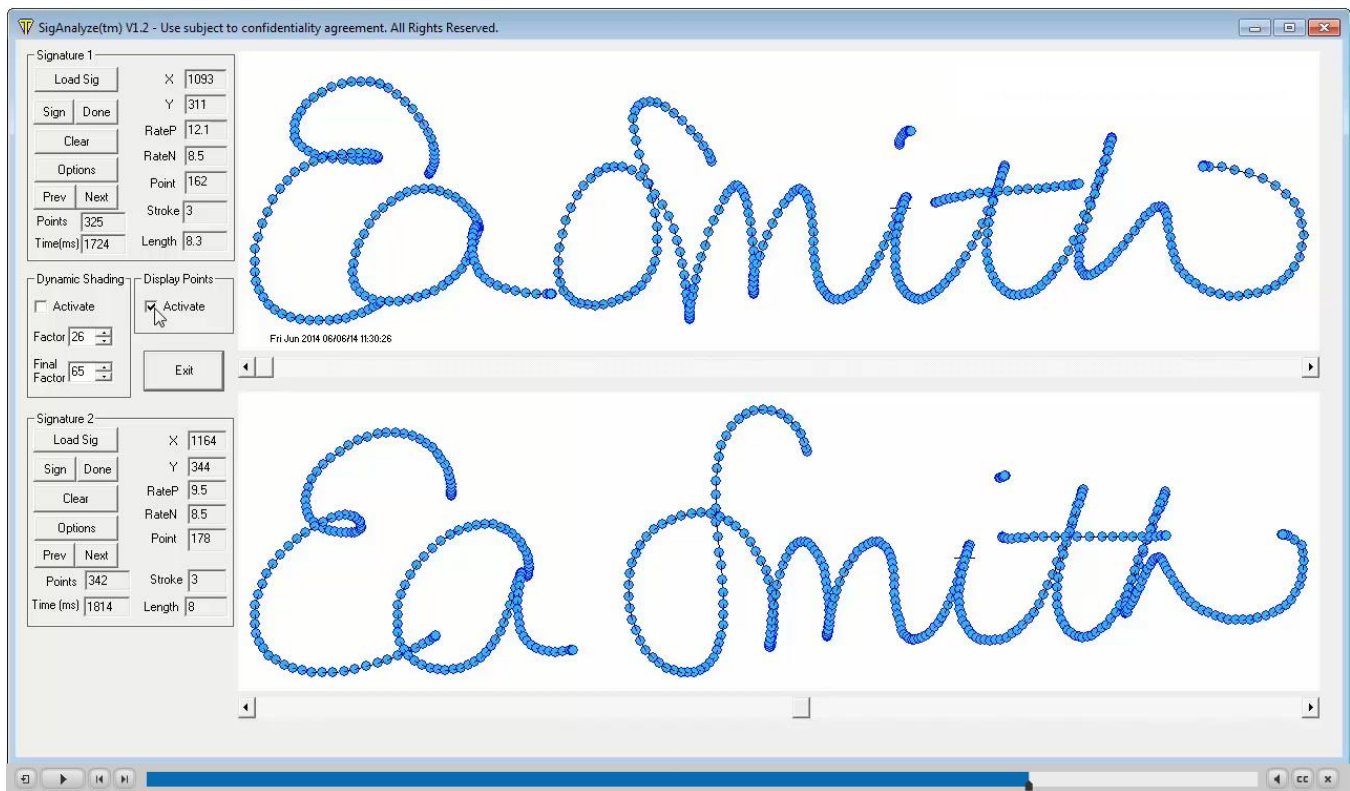 SigAnalyze(tm) V1.2 - Use subject to confidentiality agreement. All Rights Reserved.
Signature 1
Load Sig X 1093
Sign Done Y 311
Clear RateP 12.1
Options RateN 8.5
Prev Next Point 162
Points 325 Stroke 3
Time(ms) 1724 Length 8.3
Ea Smith
Fri Jun 2014 06/06/14 11:30:26
Dynamic Shading Display Points
Activate Activate
Factor 26
Final Factor 65 Exit
Signature 2
Load Sig X 1164
Sign Done Y 344
Clear RateP 9.5
Options RateN 8.5
Prev Next Point 178
Points 342 Stroke 3
Time (ms) 1814 Length 8
Ea Smith
CC